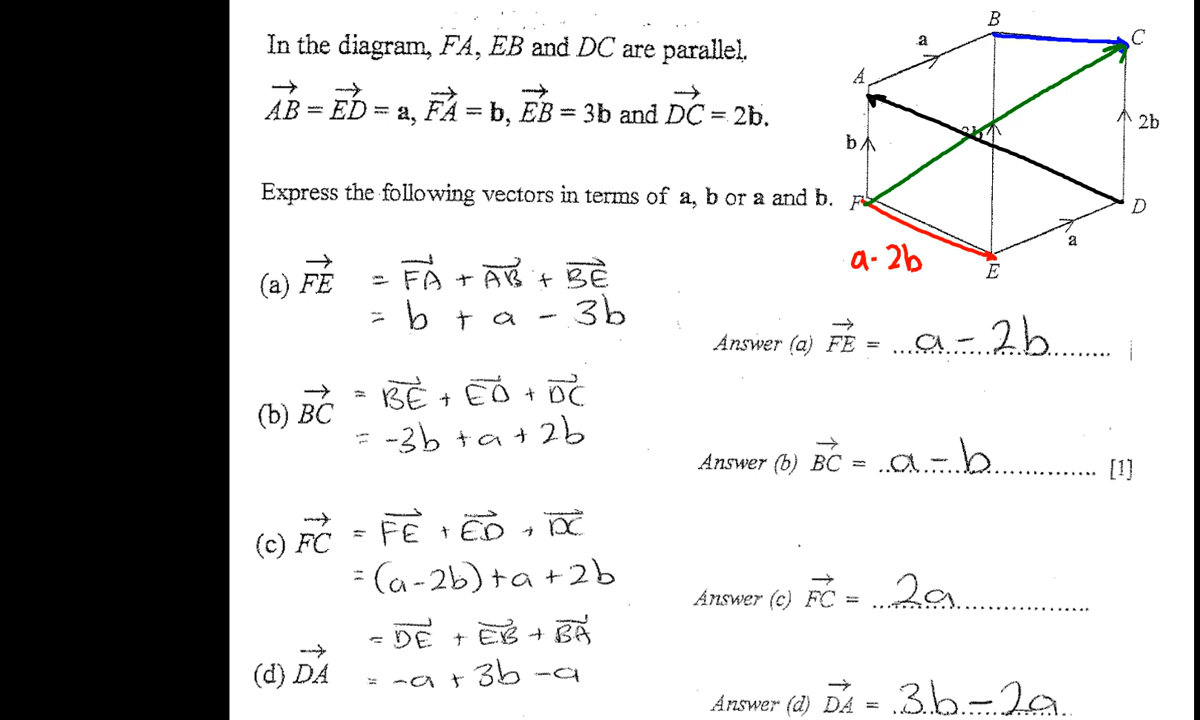 In the diagram, FA, EB and DC are parallel.
AB = ED = a, FA = b, EB = 3b and DC = 2b.
Express the following vectors in terms of a, b or a and b.
B
a
C
A
2b
b
F
D
a
a - 2b
E
(a) FE = FA + AB + BE
= b + a - 3b
Answer (a) FE = a - 2b
(b) BC = BE + ED + DC
= -3b + a + 2b
Answer (b) BC = a - b [1]
(c) FC = FE + ED + DC
= (a-2b) + a + 2b
Answer (c) FC = 2a
= DE + EB + BA
(d) DA = -a + 3b - a
Answer (d) DA = 3b - 2a